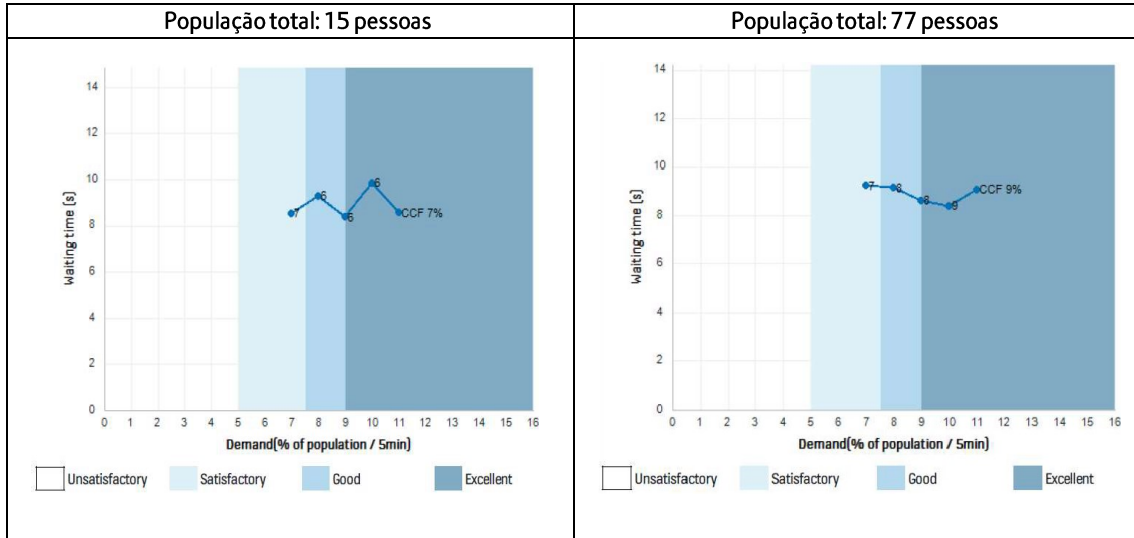 População total: 15 pessoas
População total: 77 pessoas
14
12
10
8
6
4
2
0
Waiting time (s)
7
6
6
6
CCF 7%
0 1 2 3 4 5 6 7 8 9 10 11 12 13 14 15 16
Demand(% of population / 5min)
Unsatisfactory Satisfactory Good Excellent
14
12
10
8
6
4
2
0
Waiting time (s)
7
8
8
9
CCF 9%
0 1 2 3 4 5 6 7 8 9 10 11 12 13 14 15 16
Demand(% of population / 5min)
Unsatisfactory Satisfactory Good Excellent